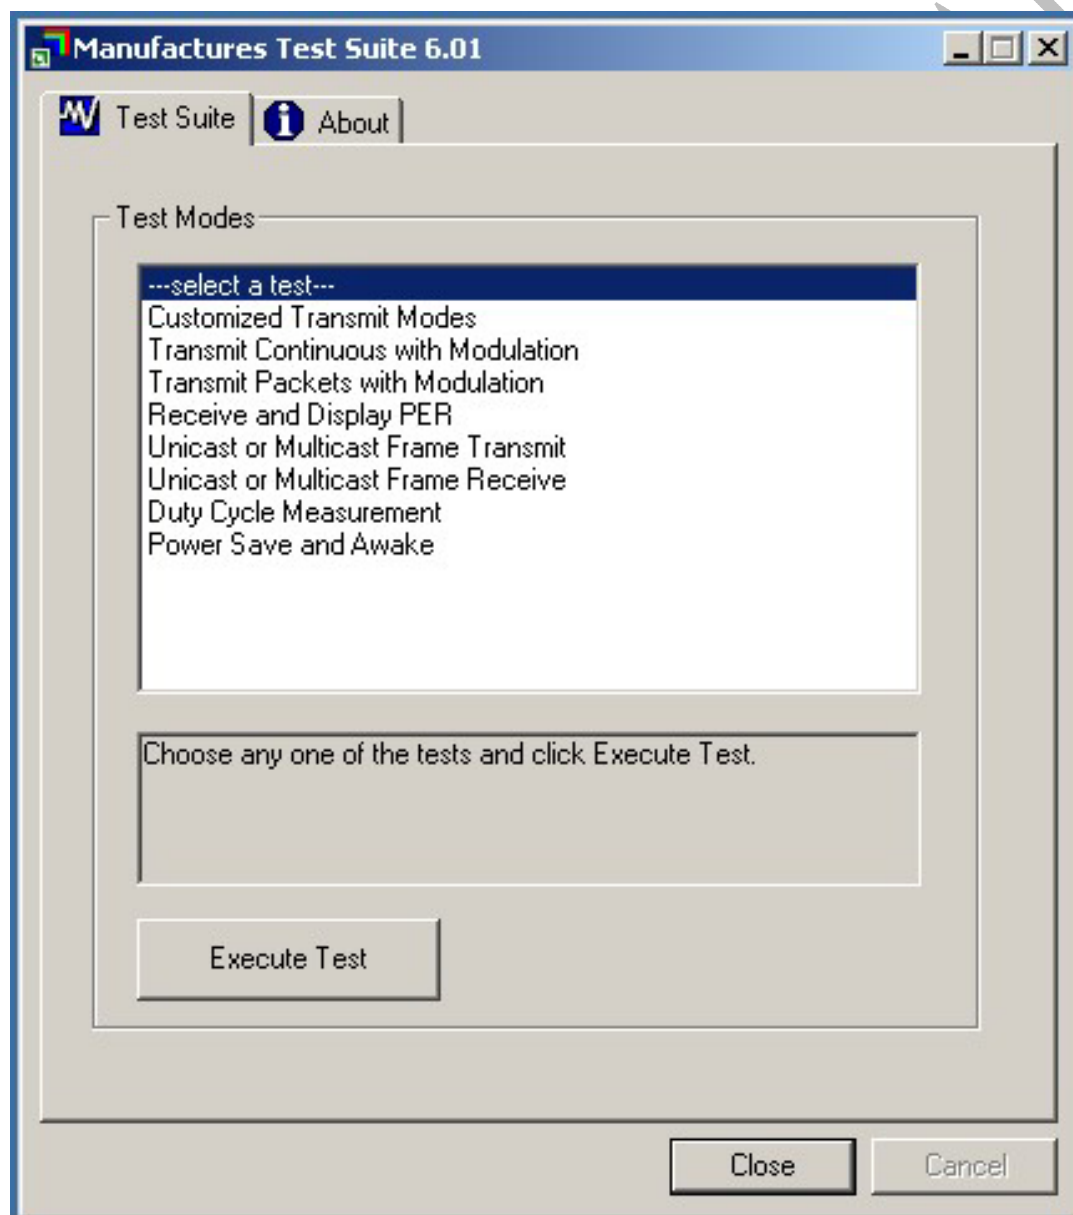 Manufactures Test Suite 6.01
Test Suite
About
Test Modes
---select a test---
Customized Transmit Modes
Transmit Continuous with Modulation
Transmit Packets with Modulation
Receive and Display PER
Unicast or Multicast Frame Transmit
Unicast or Multicast Frame Receive
Duty Cycle Measurement
Power Save and Awake
Choose any one of the tests and click Execute Test.
Execute Test
Close
Cancel